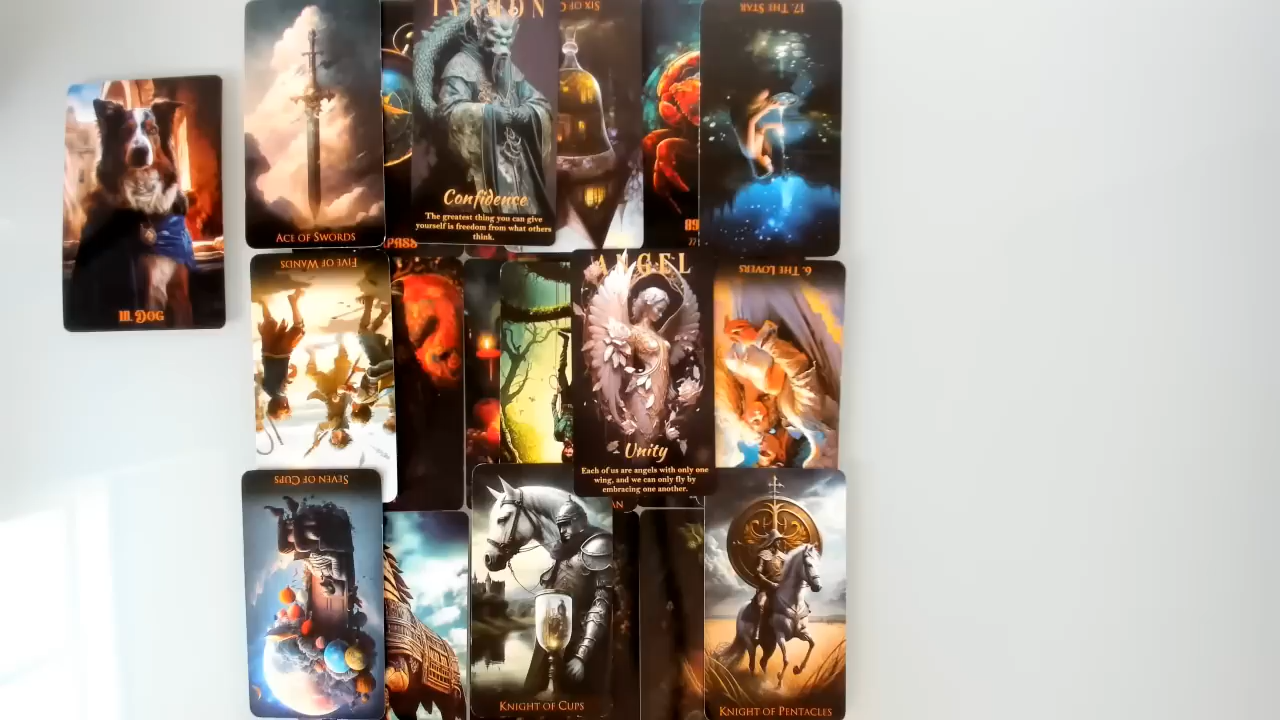 III. DOG
ACE OF SWORDS
TYPHON
Confidence
The greatest thing you can give
yourself is freedom from what others
think.
SIX OF
17. THE STAR
FIVE OF WANDS
ANGEL
Unity
Each of us are angels with only one
wing, and we can only fly by
embracing one another.
6. THE LOVERS
SEVEN OF CUPS
KNIGHT OF CUPS
KNIGHT OF PENTACLES